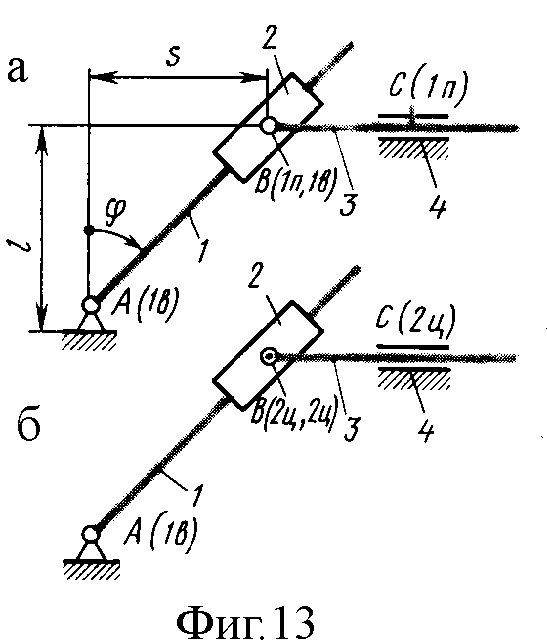 а
s
2
C(1п)
B(1п,1в)
3
4
l
φ
1
A(1в)
б
2
C(2ц)
B(2ц,2ц)
3
4
1
A(1в)
Фиг.13